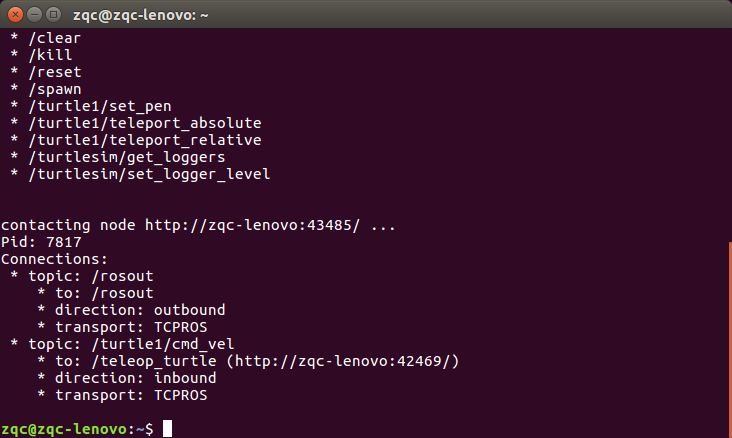 zqc@zqc-lenovo: ~
* /clear
* /kill
* /reset
* /spawn
* /turtle1/set_pen
* /turtle1/teleport_absolute
* /turtle1/teleport_relative
* /turtlesim/get_loggers
* /turtlesim/set_logger_level
contacting node http://zqc-lenovo:43485/ ...
Pid: 7817
Connections:
* topic: /rosout
* to: /rosout
* direction: outbound
* transport: TCPROS
* topic: /turtle1/cmd_vel
* to: /teleop_turtle (http://zqc-lenovo:42469/)
* direction: inbound
* transport: TCPROS
zqc@zqc-lenovo:~$